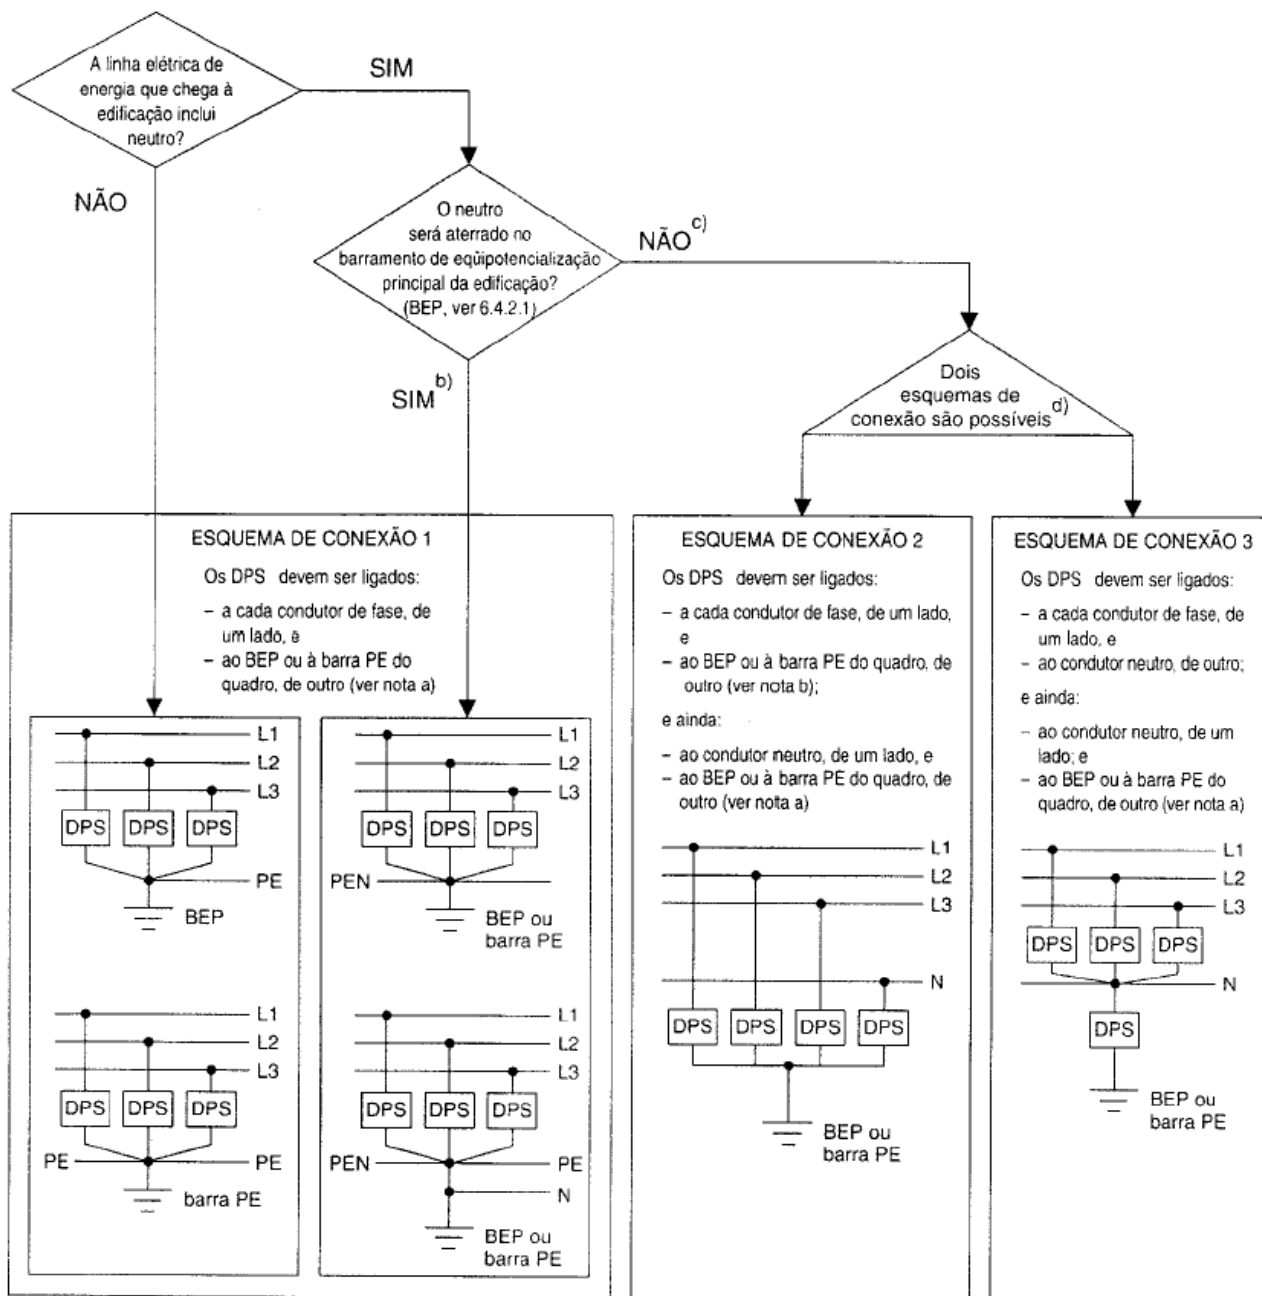 A linha elétrica de
energia que chega à
edificação inclui
neutro?
SIM
NÃO
O neutro
será aterrado no
barramento de eqüipotencialização
principal da edificação?
(BEP, ver 6.4.2.1)
NÃO c)
SIM b)
Dois
esquemas de
conexão são possíveis d)
ESQUEMA DE CONEXÃO 1
Os DPS devem ser ligados:
– a cada condutor de fase, de
um lado, e
– ao BEP ou à barra PE do
quadro, de outro (ver nota a)
L1
L2
L3
DPS DPS DPS
PE
BEP
L1
L2
L3
DPS DPS DPS
PE PE
barra PE
L1
L2
L3
DPS DPS DPS
PEN
BEP ou
barra PE
L1
L2
L3
DPS DPS DPS
PEN PE
N
BEP ou
barra PE
ESQUEMA DE CONEXÃO 2
Os DPS devem ser ligados:
– a cada condutor de fase, de um lado,
e
– ao BEP ou à barra PE do quadro, de
outro (ver nota b);
e ainda:
– ao condutor neutro, de um lado, e
– ao BEP ou à barra PE do quadro, de
outro (ver nota a)
L1
L2
L3
N
DPS DPS DPS DPS
BEP ou
barra PE
ESQUEMA DE CONEXÃO 3
Os DPS devem ser ligados:
– a cada condutor de fase, de
um lado, e
– ao condutor neutro, de outro;
e ainda:
– ao condutor neutro, de um
lado; e
– ao BEP ou à barra PE do
quadro, de outro (ver nota a)
L1
L2
L3
DPS DPS DPS
N
DPS
BEP ou
barra PE